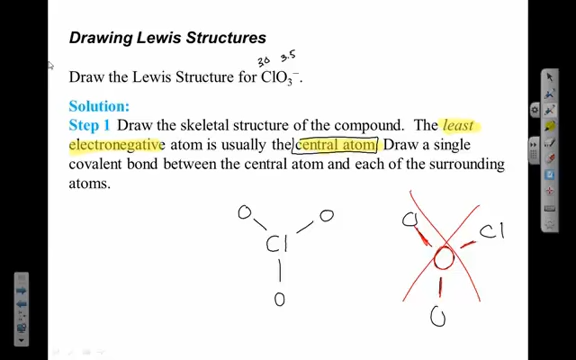 Drawing Lewis Structures
3.0 3.5
Draw the Lewis Structure for ClO₃⁻.
Solution:
Step 1 Draw the skeletal structure of the compound. The least
electronegative atom is usually the central atom. Draw a single
covalent bond between the central atom and each of the surrounding
atoms.
O O
Cl
O
O Cl
O
O